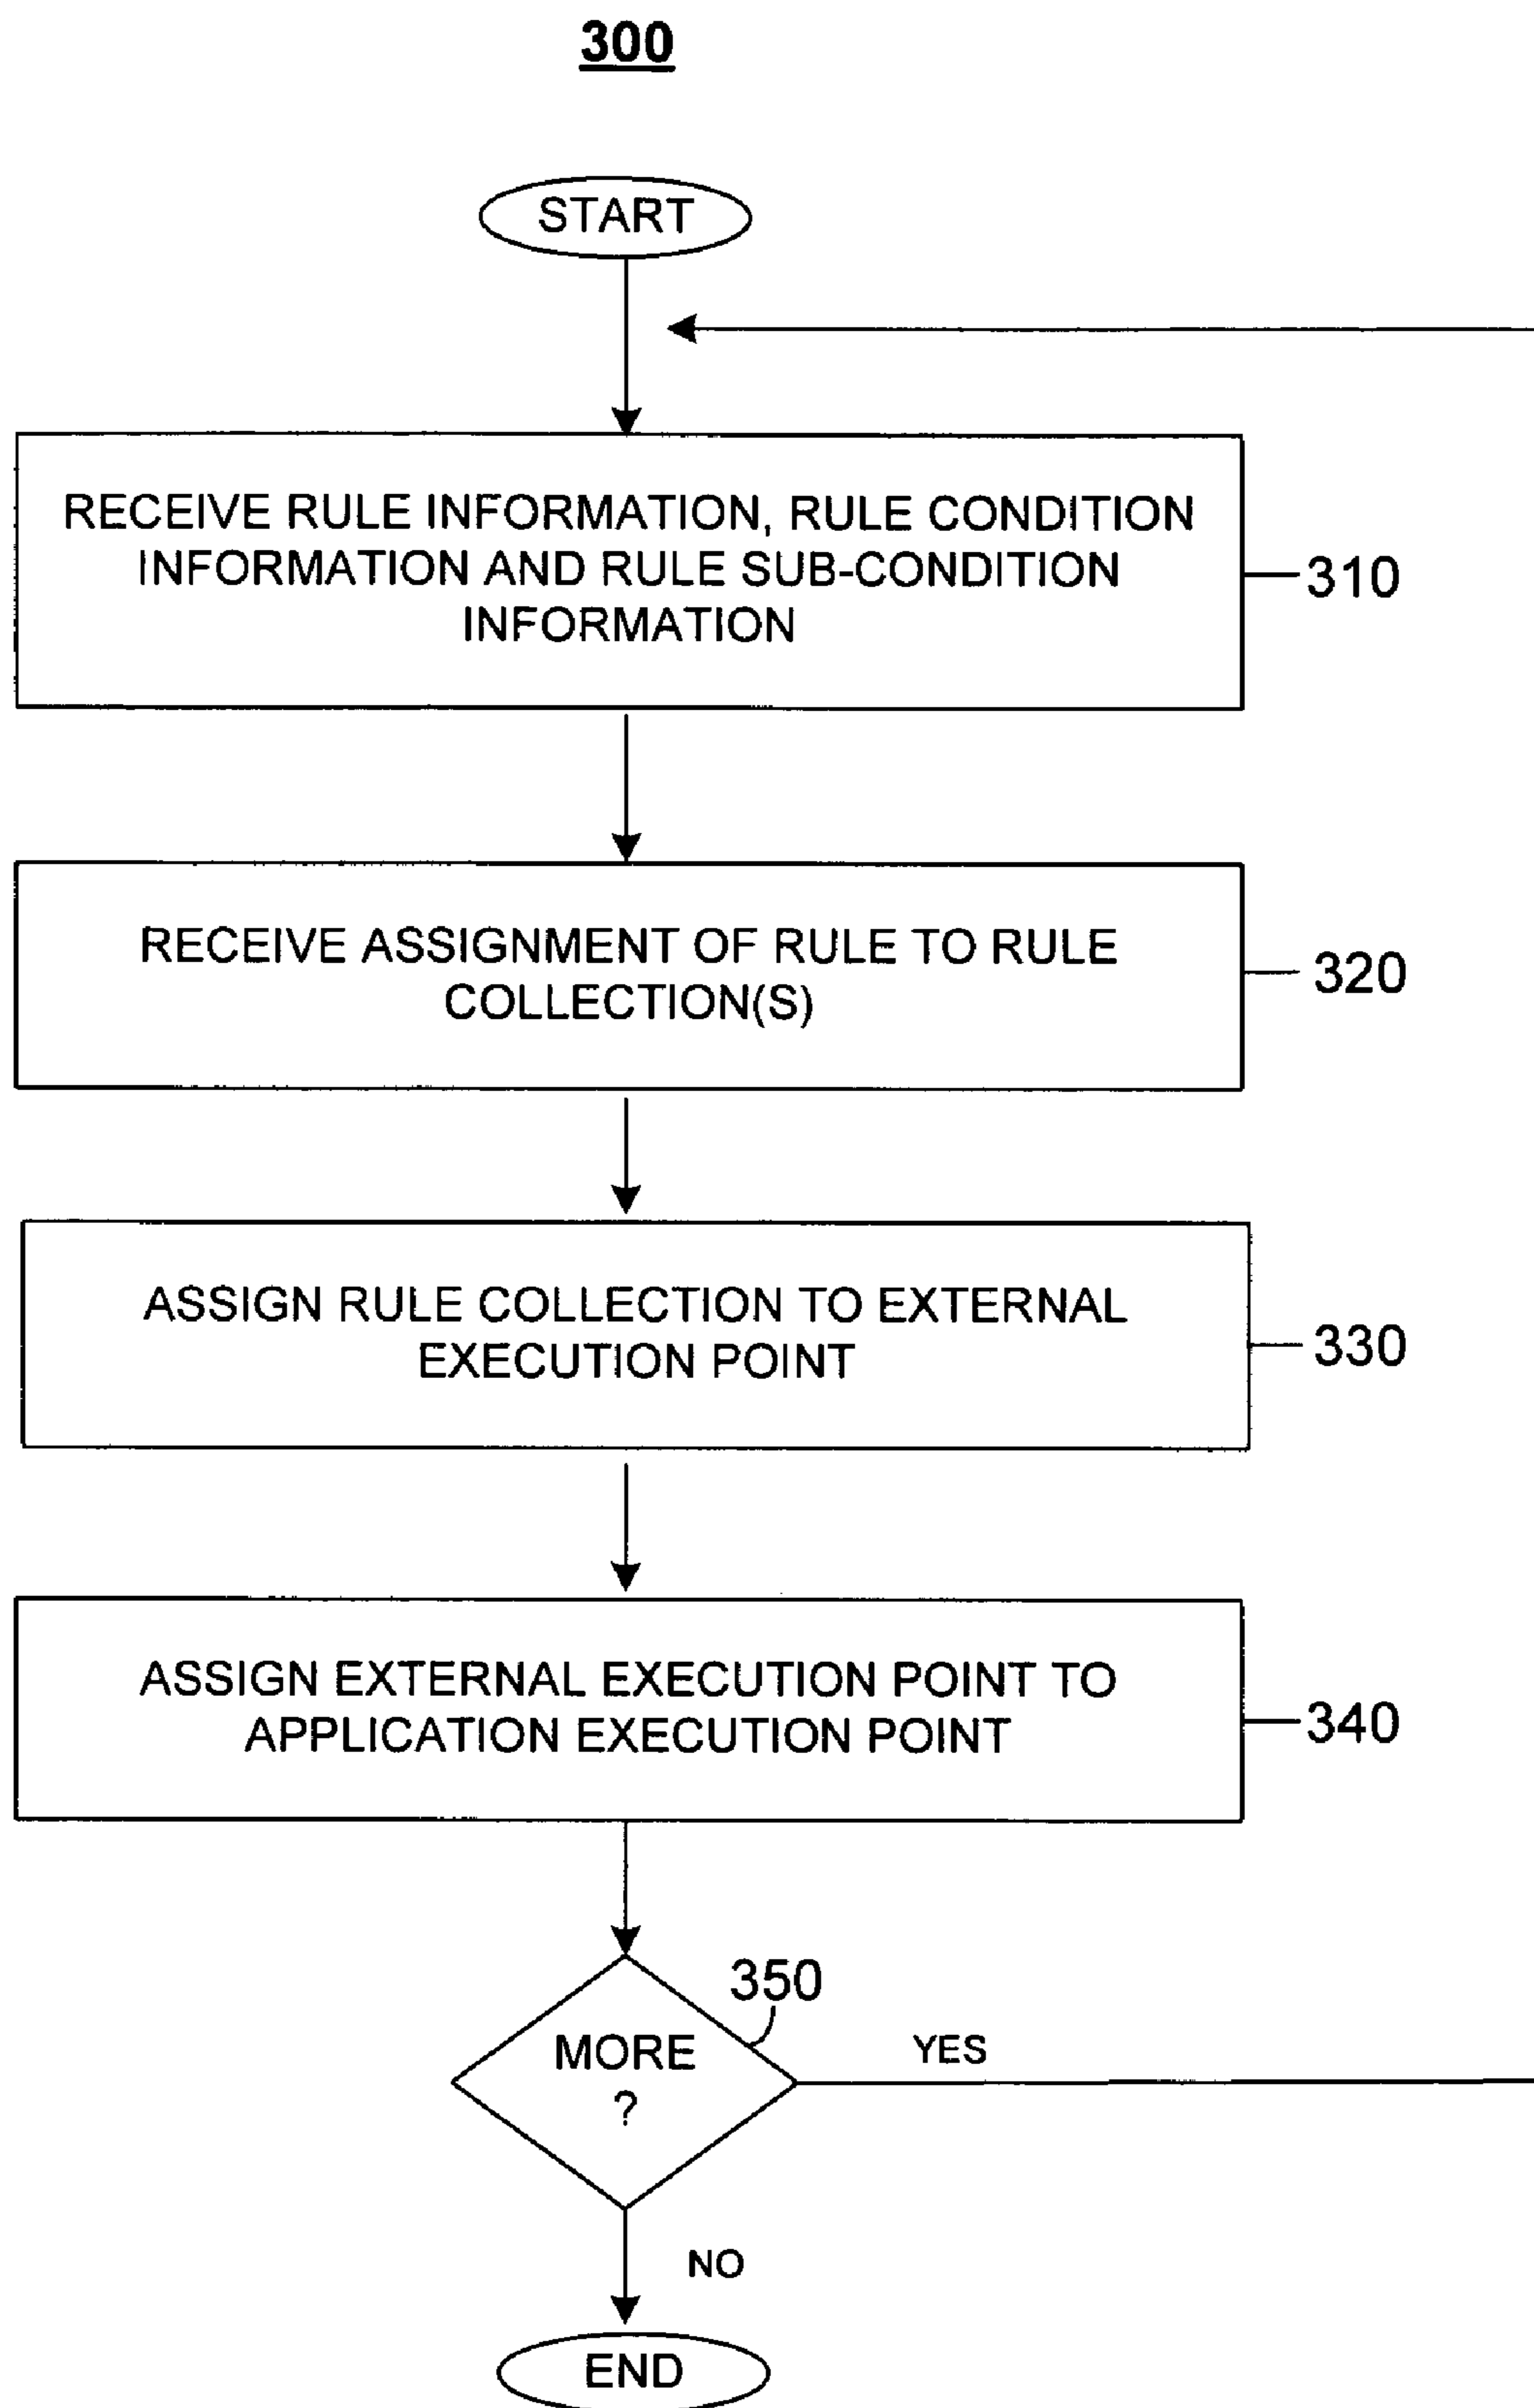 300
START
RECEIVE RULE INFORMATION, RULE CONDITION
INFORMATION AND RULE SUB-CONDITION
INFORMATION
310
RECEIVE ASSIGNMENT OF RULE TO RULE
COLLECTION(S)
320
ASSIGN RULE COLLECTION TO EXTERNAL
EXECUTION POINT
330
ASSIGN EXTERNAL EXECUTION POINT TO
APPLICATION EXECUTION POINT
340
350
MORE
?
YES
NO
END